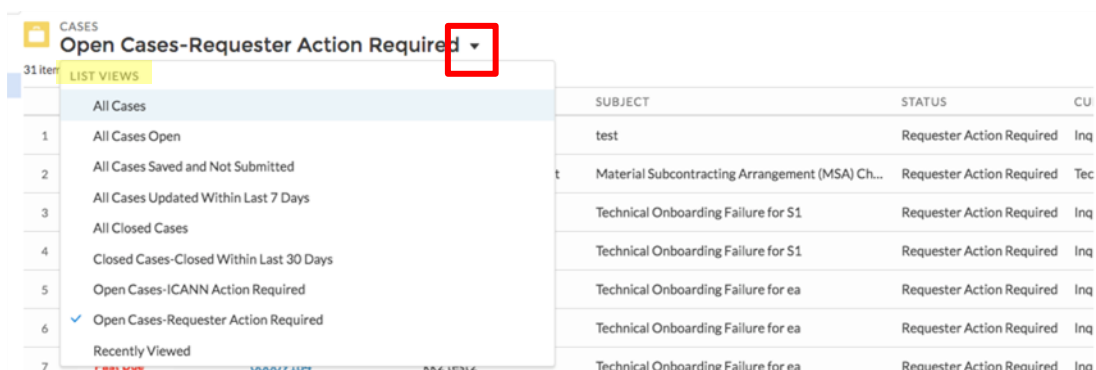 CASES
Open Cases-Requester Action Required
31 item
LIST VIEWS
All Cases
All Cases Open
All Cases Saved and Not Submitted
All Cases Updated Within Last 7 Days
All Closed Cases
Closed Cases-Closed Within Last 30 Days
Open Cases-ICANN Action Required
Open Cases-Requester Action Required
Recently Viewed
SUBJECT STATUS CU
1 test Requester Action Required Inq
2 t Material Subcontracting Arrangement (MSA) Ch... Requester Action Required Tec
3 Technical Onboarding Failure for S1 Requester Action Required Inq
4 Technical Onboarding Failure for S1 Requester Action Required Inq
5 Technical Onboarding Failure for ea Requester Action Required Inq
6 Technical Onboarding Failure for ea Requester Action Required Inq
7 Past Due Technical Onboarding Failure for ea Requester Action Required Inq